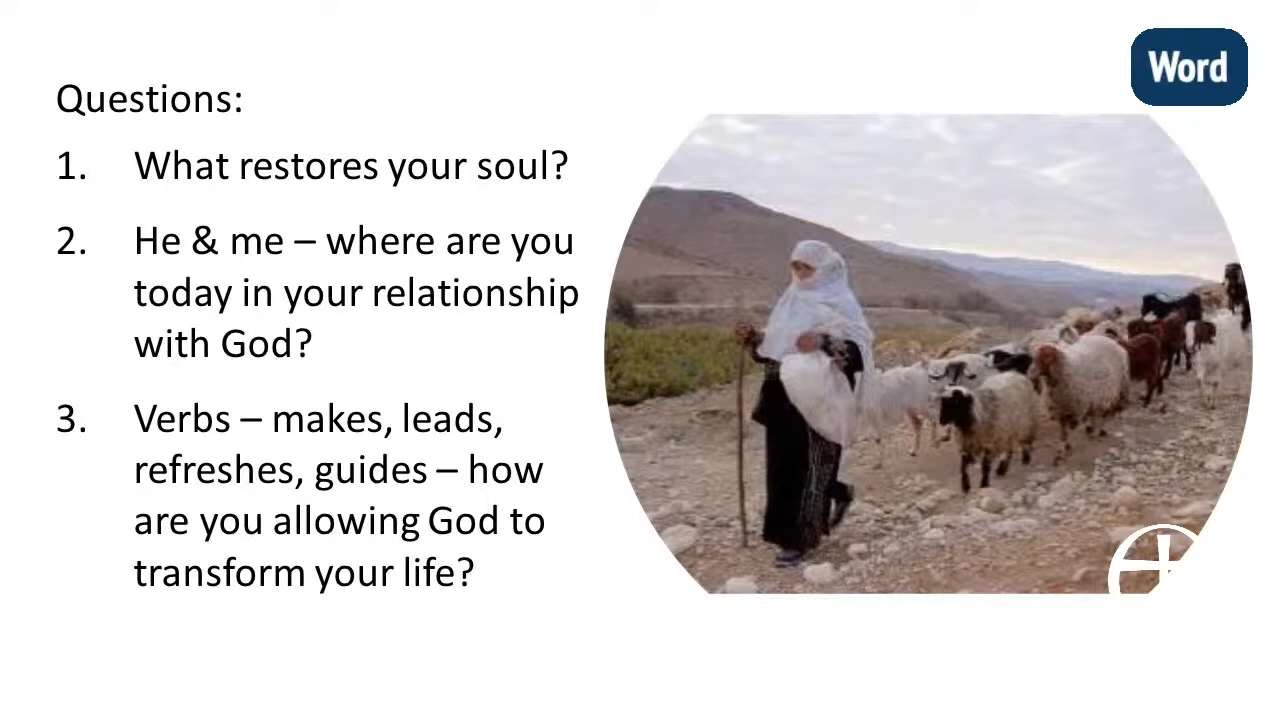 Word
Questions:
1. What restores your soul?
2. He & me – where are you
today in your relationship
with God?
3. Verbs – makes, leads,
refreshes, guides – how
are you allowing God to
transform your life?